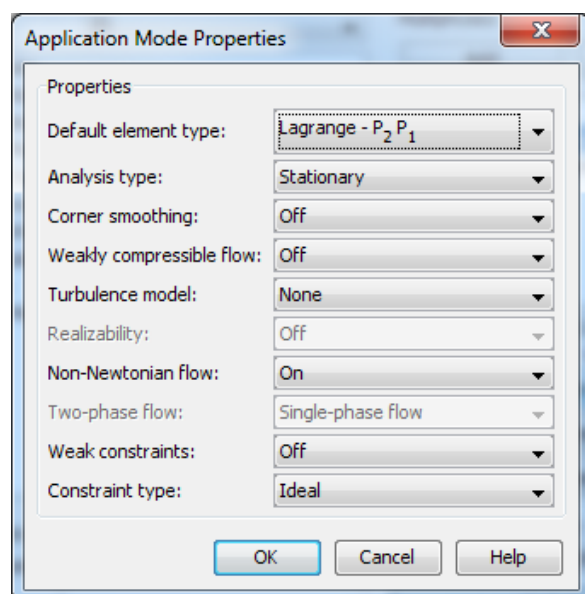 Application Mode Properties
Properties
Default element type: Lagrange - P2 P1
Analysis type: Stationary
Corner smoothing: Off
Weakly compressible flow: Off
Turbulence model: None
Realizability: Off
Non-Newtonian flow: On
Two-phase flow: Single-phase flow
Weak constraints: Off
Constraint type: Ideal
OK Cancel Help